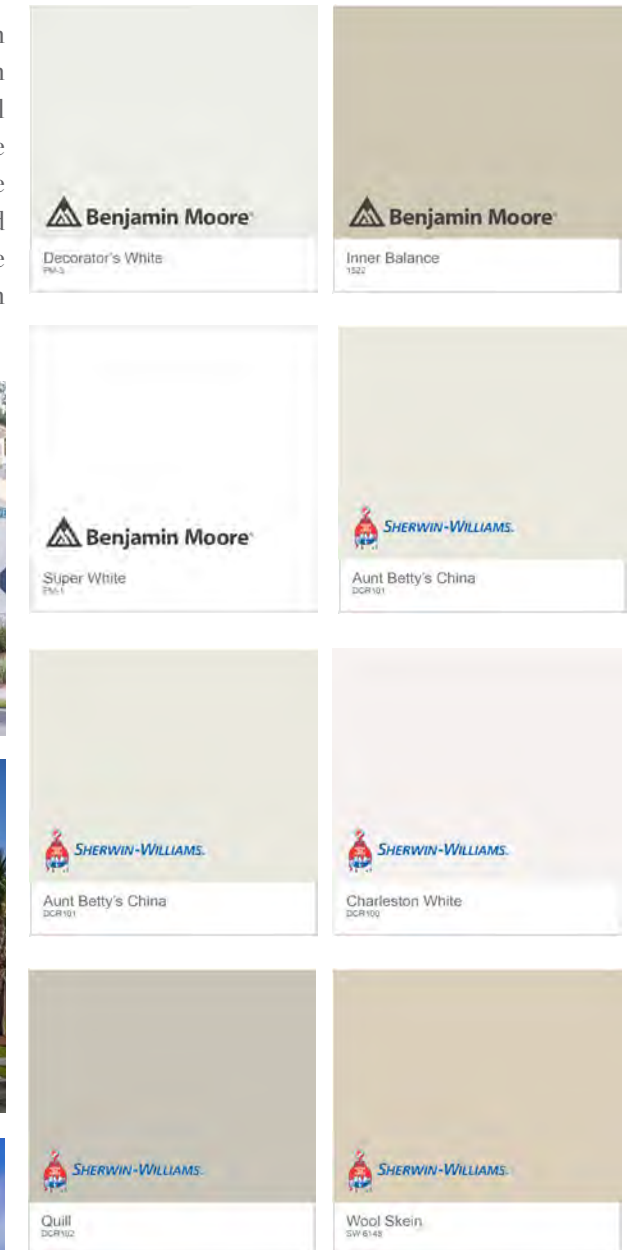 Benjamin Moore
Decorator's White
PM-3
Benjamin Moore
Inner Balance
1522
Benjamin Moore
Super White
PM-1
SHERWIN-WILLIAMS.
Aunt Betty's China
DCR101
SHERWIN-WILLIAMS.
Aunt Betty's China
DCR101
SHERWIN-WILLIAMS.
Charleston White
DCR100
SHERWIN-WILLIAMS.
Quill
DCR102
SHERWIN-WILLIAMS.
Wool Skein
SW 6148